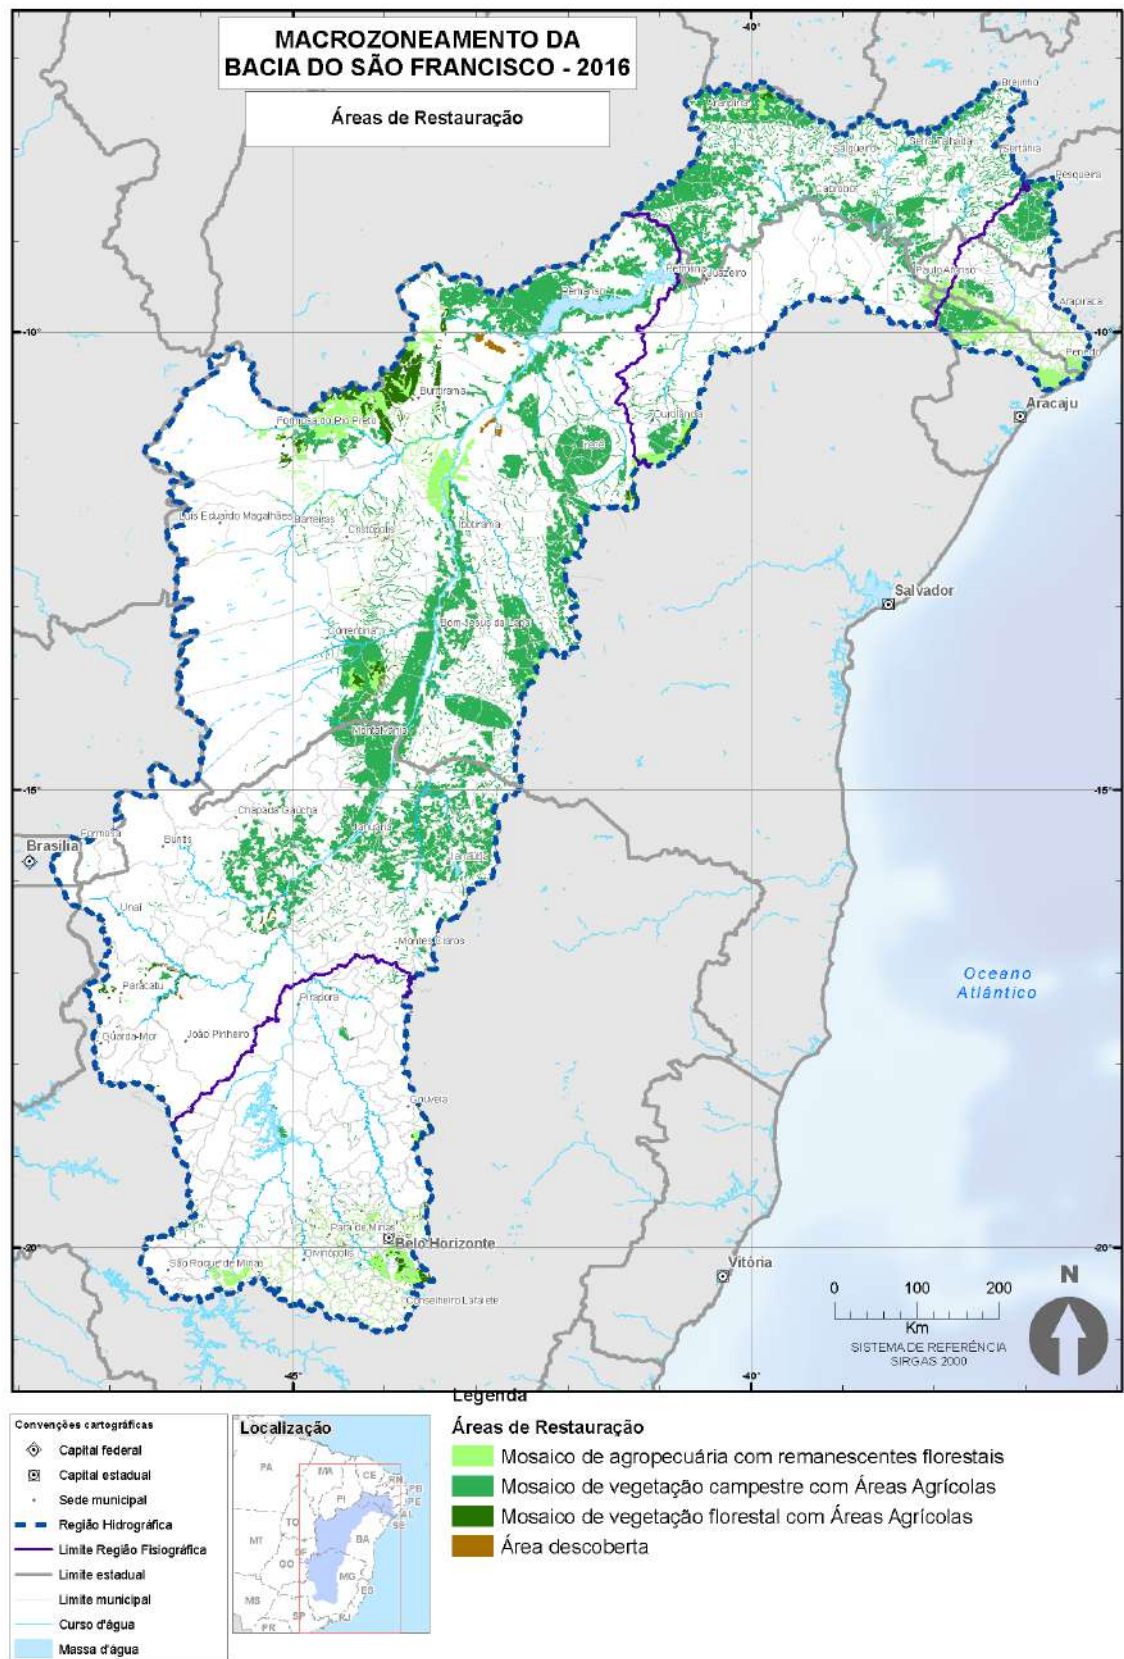 MACROZONEAMENTO DA
BACIA DO SÃO FRANCISCO - 2016
Áreas de Restauração
-40°
Brejinho
Araripina
Salgueiro
Serra Talhada
Sertânia
Pesqueira
Cabrobó
Petrolina
Juazeiro
Paulo Afonso
Remanso
Arapiraca
-10°
-10°
Penedo
Buritirama
Aracaju
Formosa do Rio Preto
Ourolândia
Irecê
Luís Eduardo Magalhães
Barreiras
Ibotirama
Cristópolis
Salvador
Correntina
Bom Jesus da Lapa
Montalvânia
-15°
-15°
Chapada Gaúcha
Formosa
Buritis
Januária
Brasília
Janaúba
Unaí
Montes Claros
Oceano
Atlântico
Paracatu
Pirapora
Guarda-Mor
João Pinheiro
Gouveia
Pará de Minas
Belo Horizonte
-20°
-20°
São Roque de Minas
Divinópolis
Vitória
Conselheiro Lafaiete
N
0 100 200
Km
SISTEMA DE REFERÊNCIA
SIRGAS 2000
-45°
-40°
Legenda
Convenções cartográficas
Capital federal
Capital estadual
Sede municipal
Região Hidrográfica
Limite Região Fisiográfica
Limite estadual
Limite municipal
Curso d'água
Massa d'água
Localização
PA
MA
CE
RN
PB
PE
AL
SE
PI
TO
BA
MT
DF
GO
MG
ES
MS
SP
RJ
PR
Áreas de Restauração
Mosaico de agropecuária com remanescentes florestais
Mosaico de vegetação campestre com Áreas Agrícolas
Mosaico de vegetação florestal com Áreas Agrícolas
Área descoberta